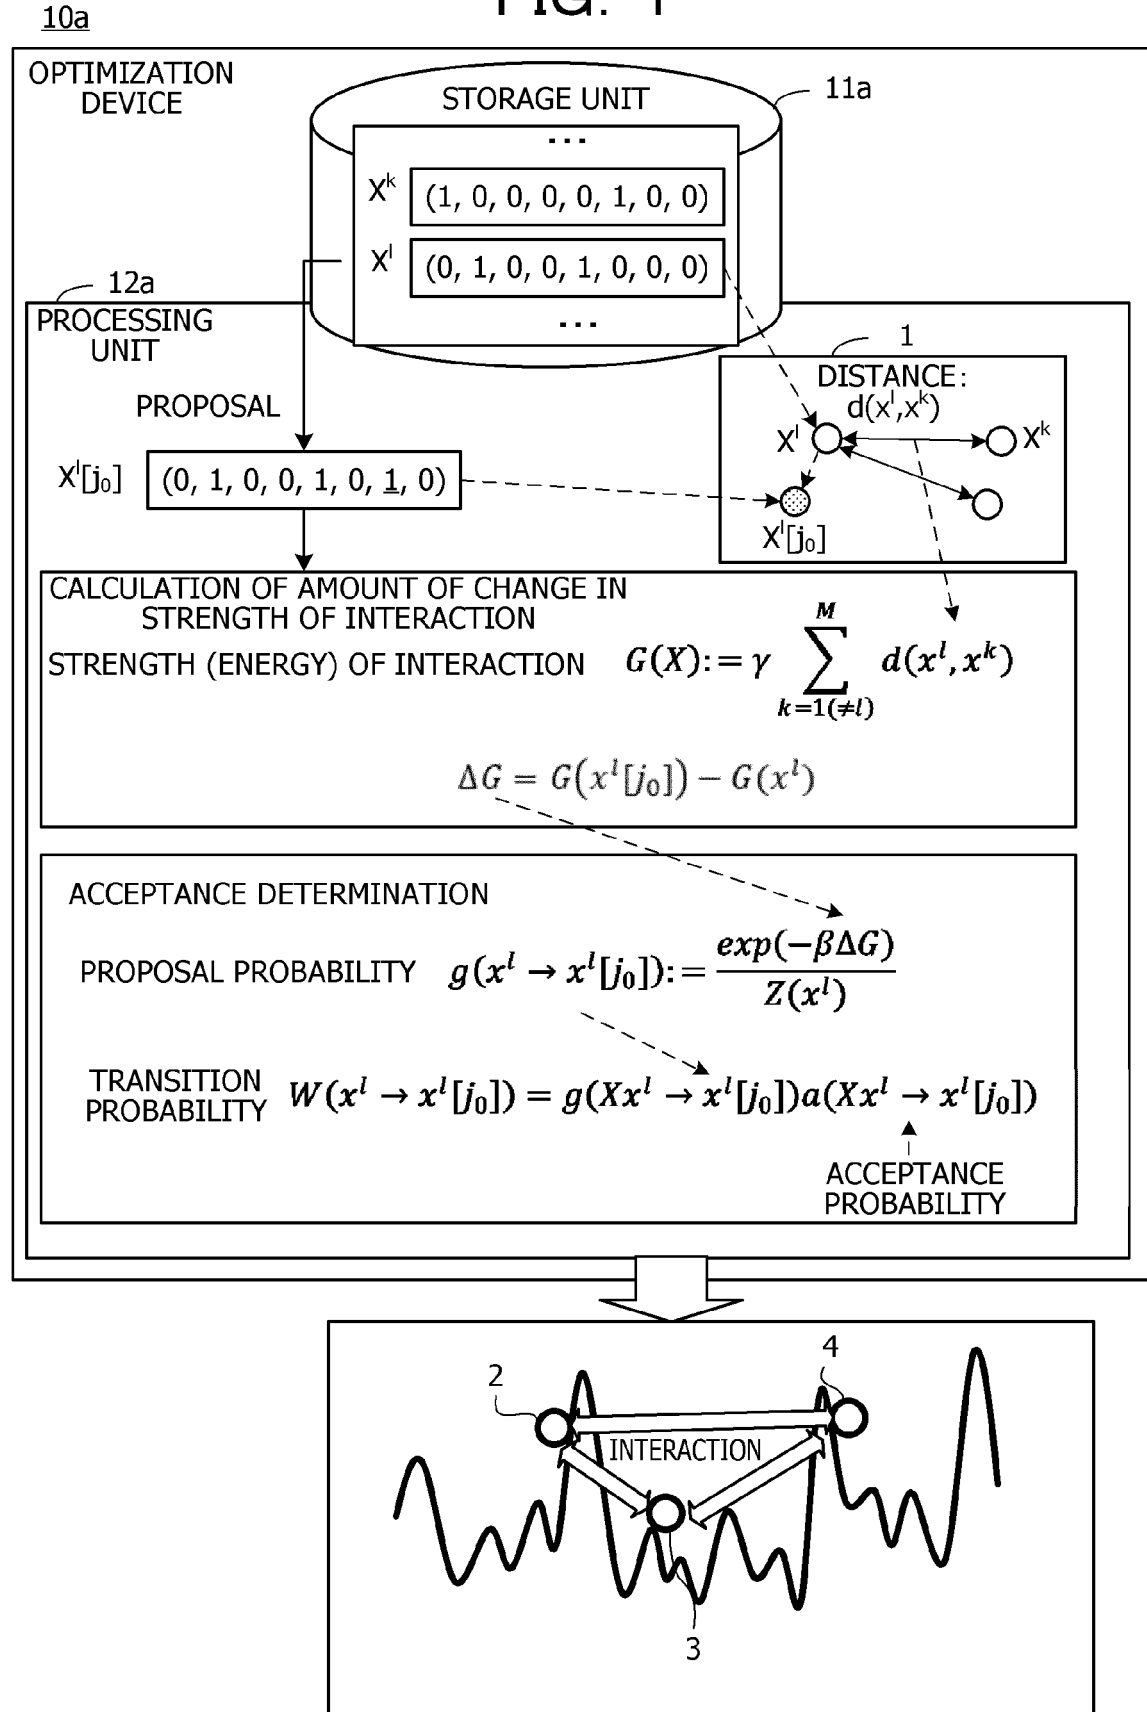 10a
OPTIMIZATION
DEVICE
STORAGE UNIT
11a
...
X^k (1, 0, 0, 0, 0, 1, 0, 0)
X^l (0, 1, 0, 0, 1, 0, 0, 0)
...
12a
PROCESSING
UNIT
PROPOSAL
X^l[j_0] (0, 1, 0, 0, 1, 0, 1, 0)
1
DISTANCE:
d(x^l,x^k)
X^l
X^k
X^l[j_0]
CALCULATION OF AMOUNT OF CHANGE IN
STRENGTH OF INTERACTION
STRENGTH (ENERGY) OF INTERACTION G(X): = γ ∑_{k=1(≠l)}^{M} d(x^l, x^k)
ΔG = G(x^l[j_0]) − G(x^l)
ACCEPTANCE DETERMINATION
PROPOSAL PROBABILITY g(x^l → x^l[j_0]): = exp(−βΔG) / Z(x^l)
TRANSITION
PROBABILITY W(x^l → x^l[j_0]) = g(Xx^l → x^l[j_0])a(Xx^l → x^l[j_0])
ACCEPTANCE
PROBABILITY
2
4
INTERACTION
3